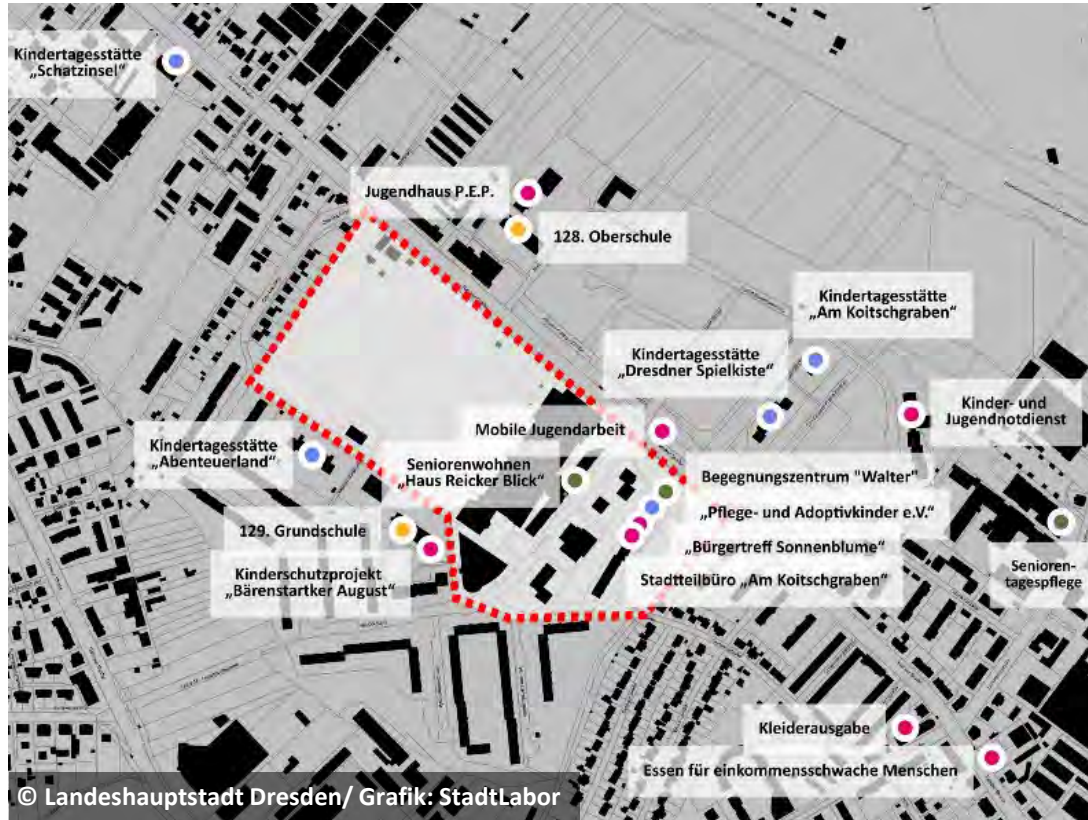 Kindertagesstätte
„Schatzinsel“
Jugendhaus P.E.P.
128. Oberschule
Kindertagesstätte
„Am Koitschgraben“
Kindertagesstätte
„Dresdner Spielkiste“
Kinder- und
Jugendnotdienst
Mobile Jugendarbeit
Kindertagesstätte
„Abenteuerland“
Seniorenwohnen
„Haus Reicker Blick“
Begegnungszentrum "Walter"
„Pflege- und Adoptivkinder e.V.“
„Bürgertreff Sonnenblume“
Stadtteilbüro „Am Koitschgraben“
129. Grundschule
Kinderschutzprojekt
„Bärenstartker August“
Senioren-
tagespflege
Kleiderausgabe
Essen für einkommensschwache Menschen
© Landeshauptstadt Dresden/ Grafik: StadtLabor